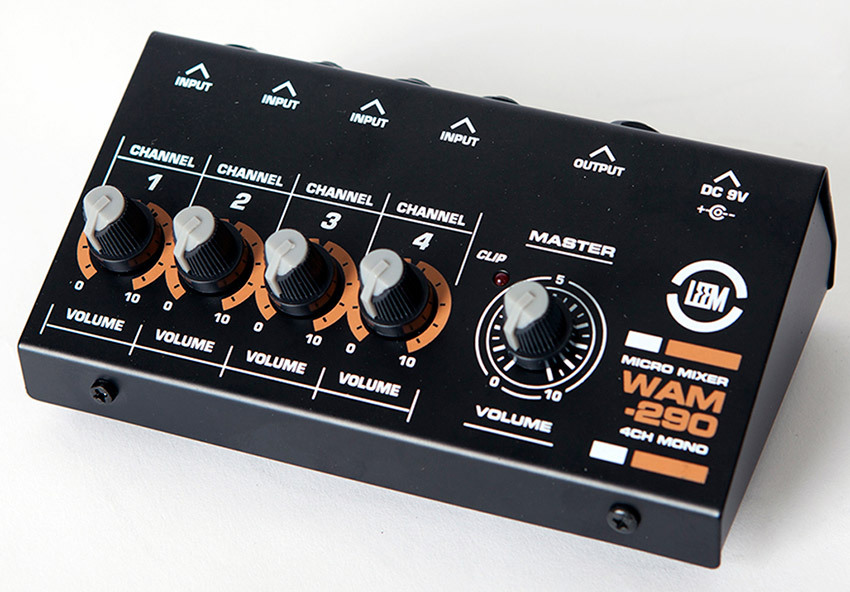 INPUT
INPUT
INPUT
INPUT
OUTPUT
DC 9V
CHANNEL
1
CHANNEL
2
CHANNEL
3
CHANNEL
4
0
10
0
10
0
10
0
10
VOLUME
VOLUME
VOLUME
VOLUME
MASTER
CLIP
5
0
10
VOLUME
LEEM
MICRO MIXER
WAM
-290
4CH MONO